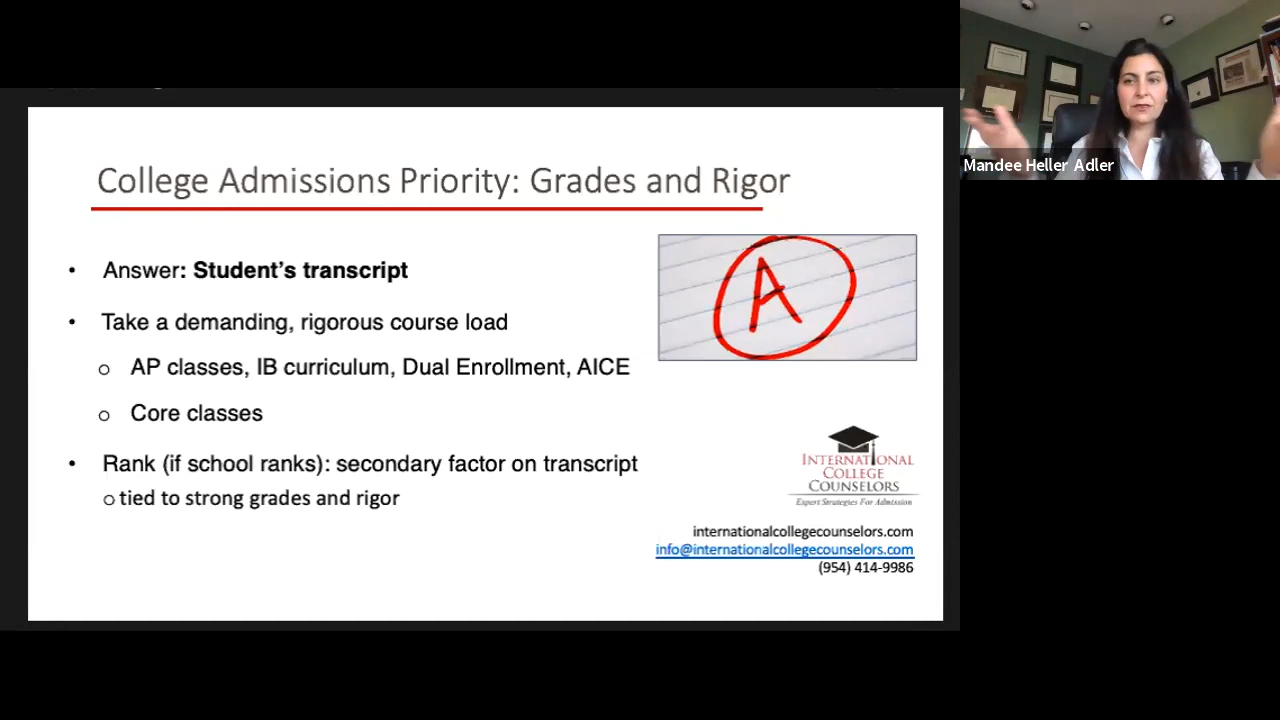 Mandee Heller Adler
College Admissions Priority: Grades and Rigor
• Answer: Student's transcript
• Take a demanding, rigorous course load
o AP classes, IB curriculum, Dual Enrollment, AICE
o Core classes
• Rank (if school ranks): secondary factor on transcript
o tied to strong grades and rigor
A
INTERNATIONAL
COLLEGE
COUNSELORS
Expert Strategies For Admission
internationalcollegecounselors.com
info@internationalcollegecounselors.com
(954) 414-9986